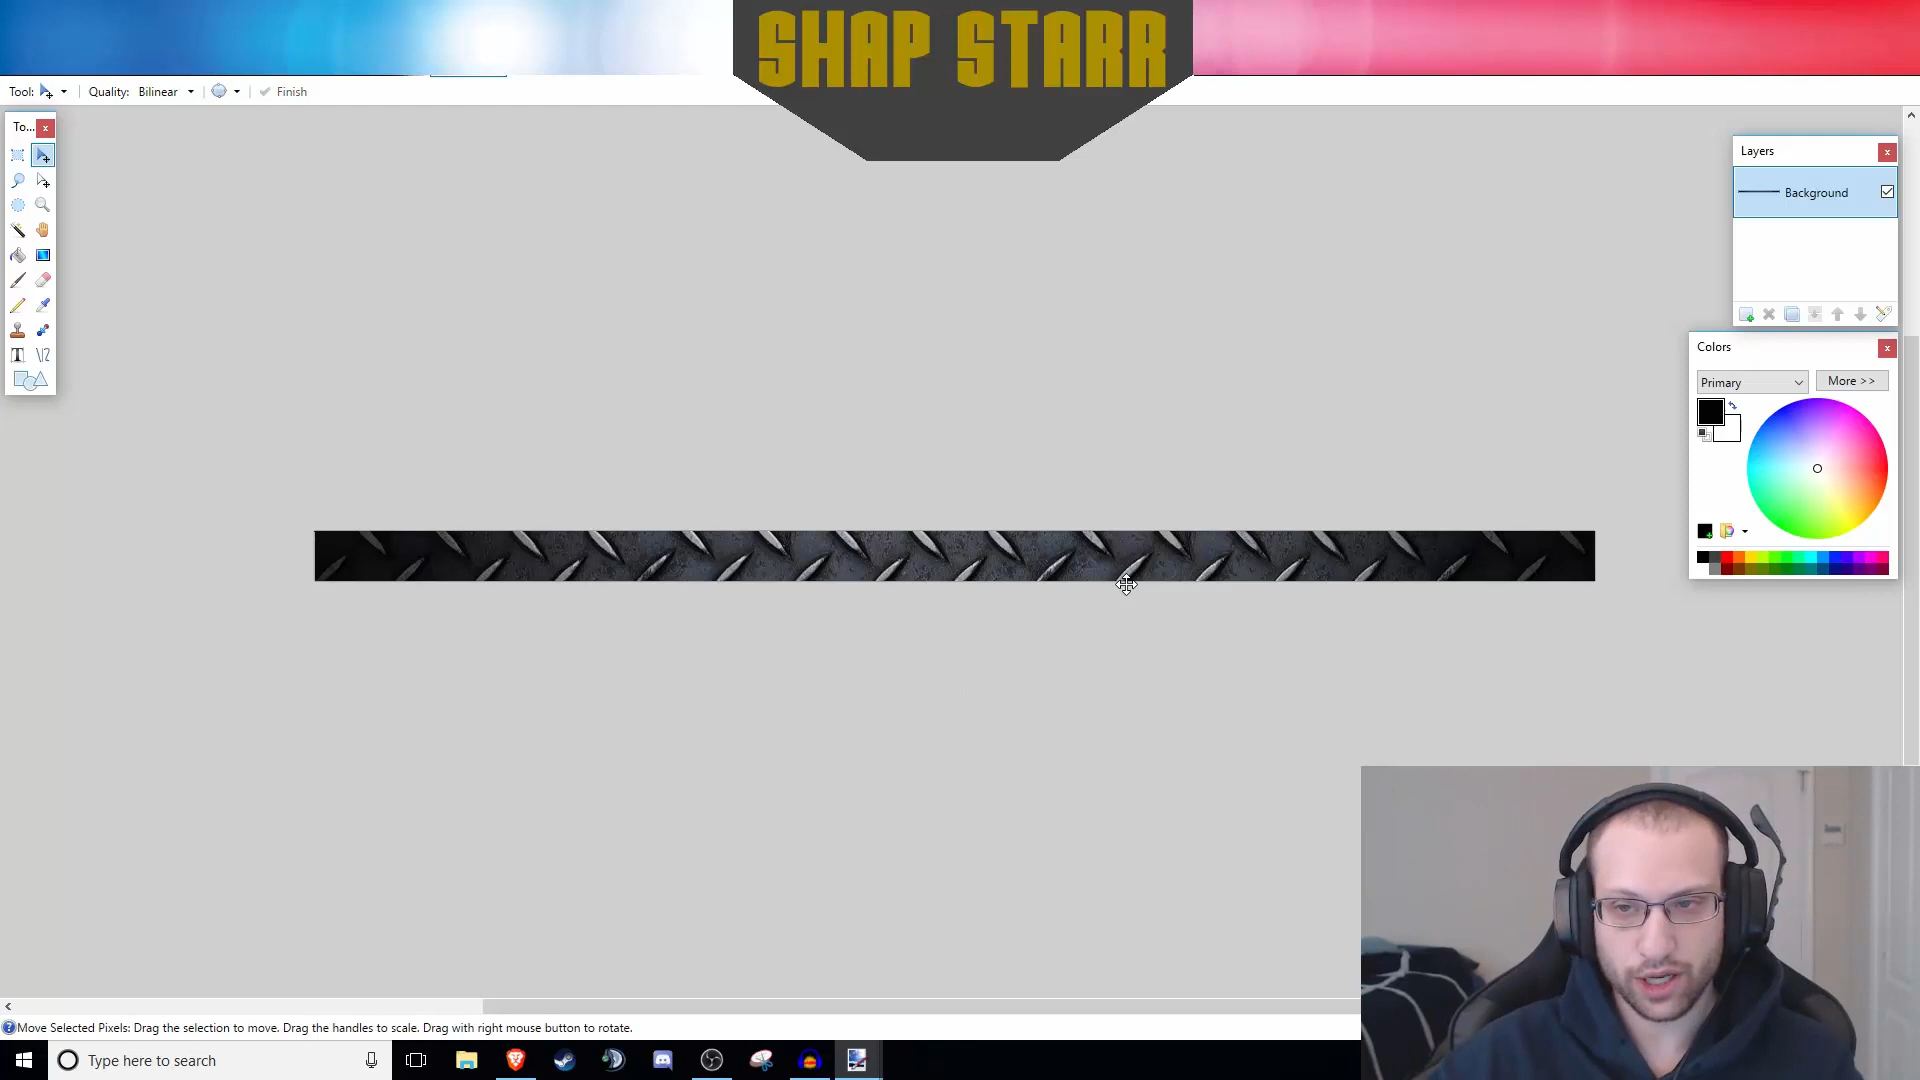 SHAP STARR
Tool:
Quality: Bilinear
Finish
To...
x
Layers
x
Background
Colors
x
Primary
More >>
Move Selected Pixels: Drag the selection to move. Drag the handles to scale. Drag with right mouse button to rotate.
Type here to search